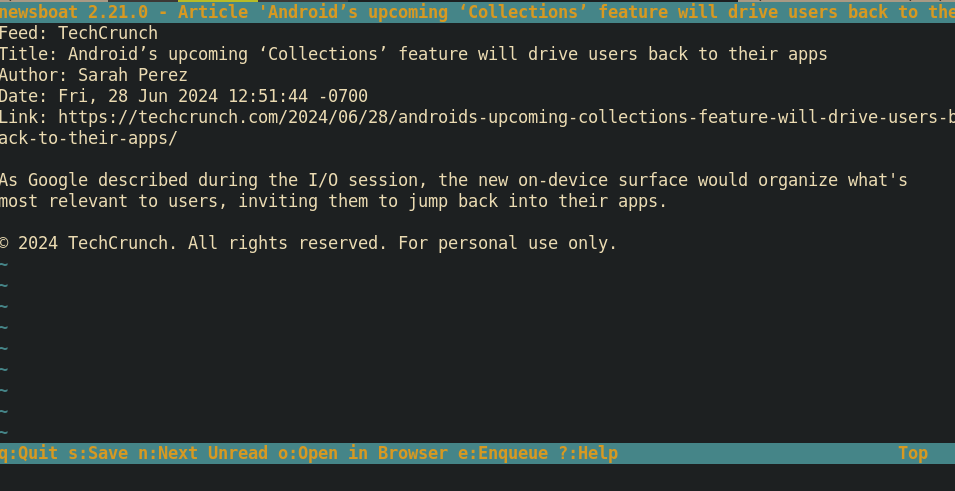 newsboat 2.21.0 - Article 'Android’s upcoming ‘Collections’ feature will drive users back to the
Feed: TechCrunch
Title: Android’s upcoming ‘Collections’ feature will drive users back to their apps
Author: Sarah Perez
Date: Fri, 28 Jun 2024 12:51:44 -0700
Link: https://techcrunch.com/2024/06/28/androids-upcoming-collections-feature-will-drive-users-b
ack-to-their-apps/
As Google described during the I/O session, the new on-device surface would organize what's
most relevant to users, inviting them to jump back into their apps.
© 2024 TechCrunch. All rights reserved. For personal use only.
~
~
~
~
~
~
~
~
~
q:Quit s:Save n:Next Unread o:Open in Browser e:Enqueue ?:Help Top